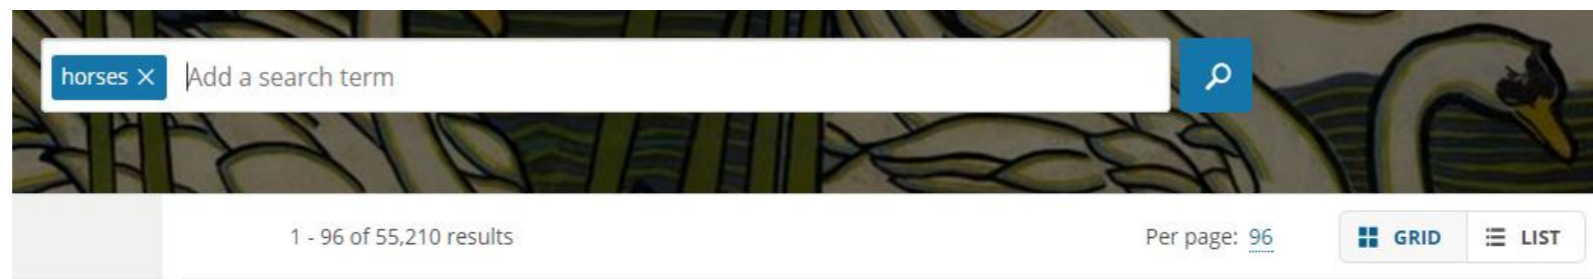 horses Add a search term
1 - 96 of 55,210 results Per page: 96 GRID LIST